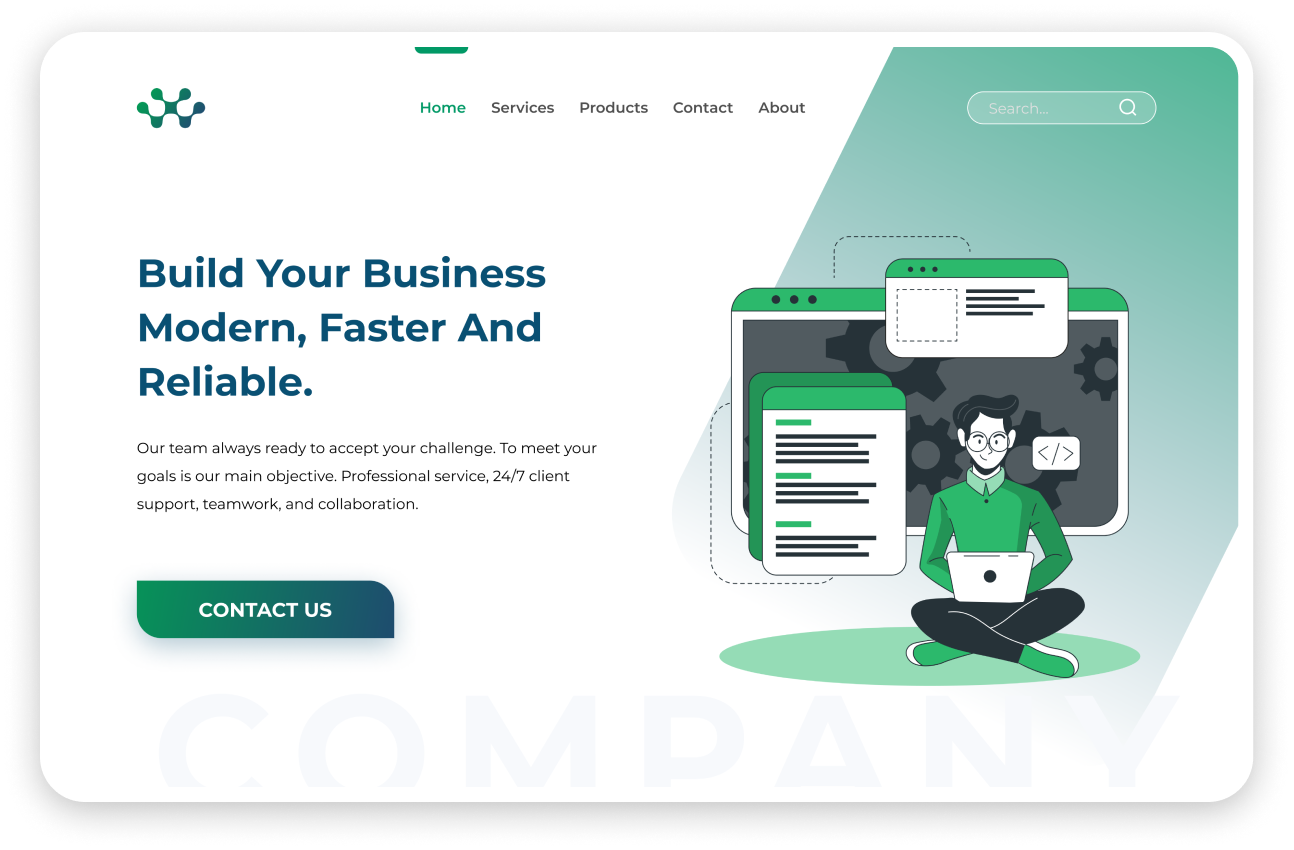 Home Services Products Contact About
Search...
Build Your Business
Modern, Faster And
Reliable.
Our team always ready to accept your challenge. To meet your
goals is our main objective. Professional service, 24/7 client
support, teamwork, and collaboration.
</>
CONTACT US
COMPANY